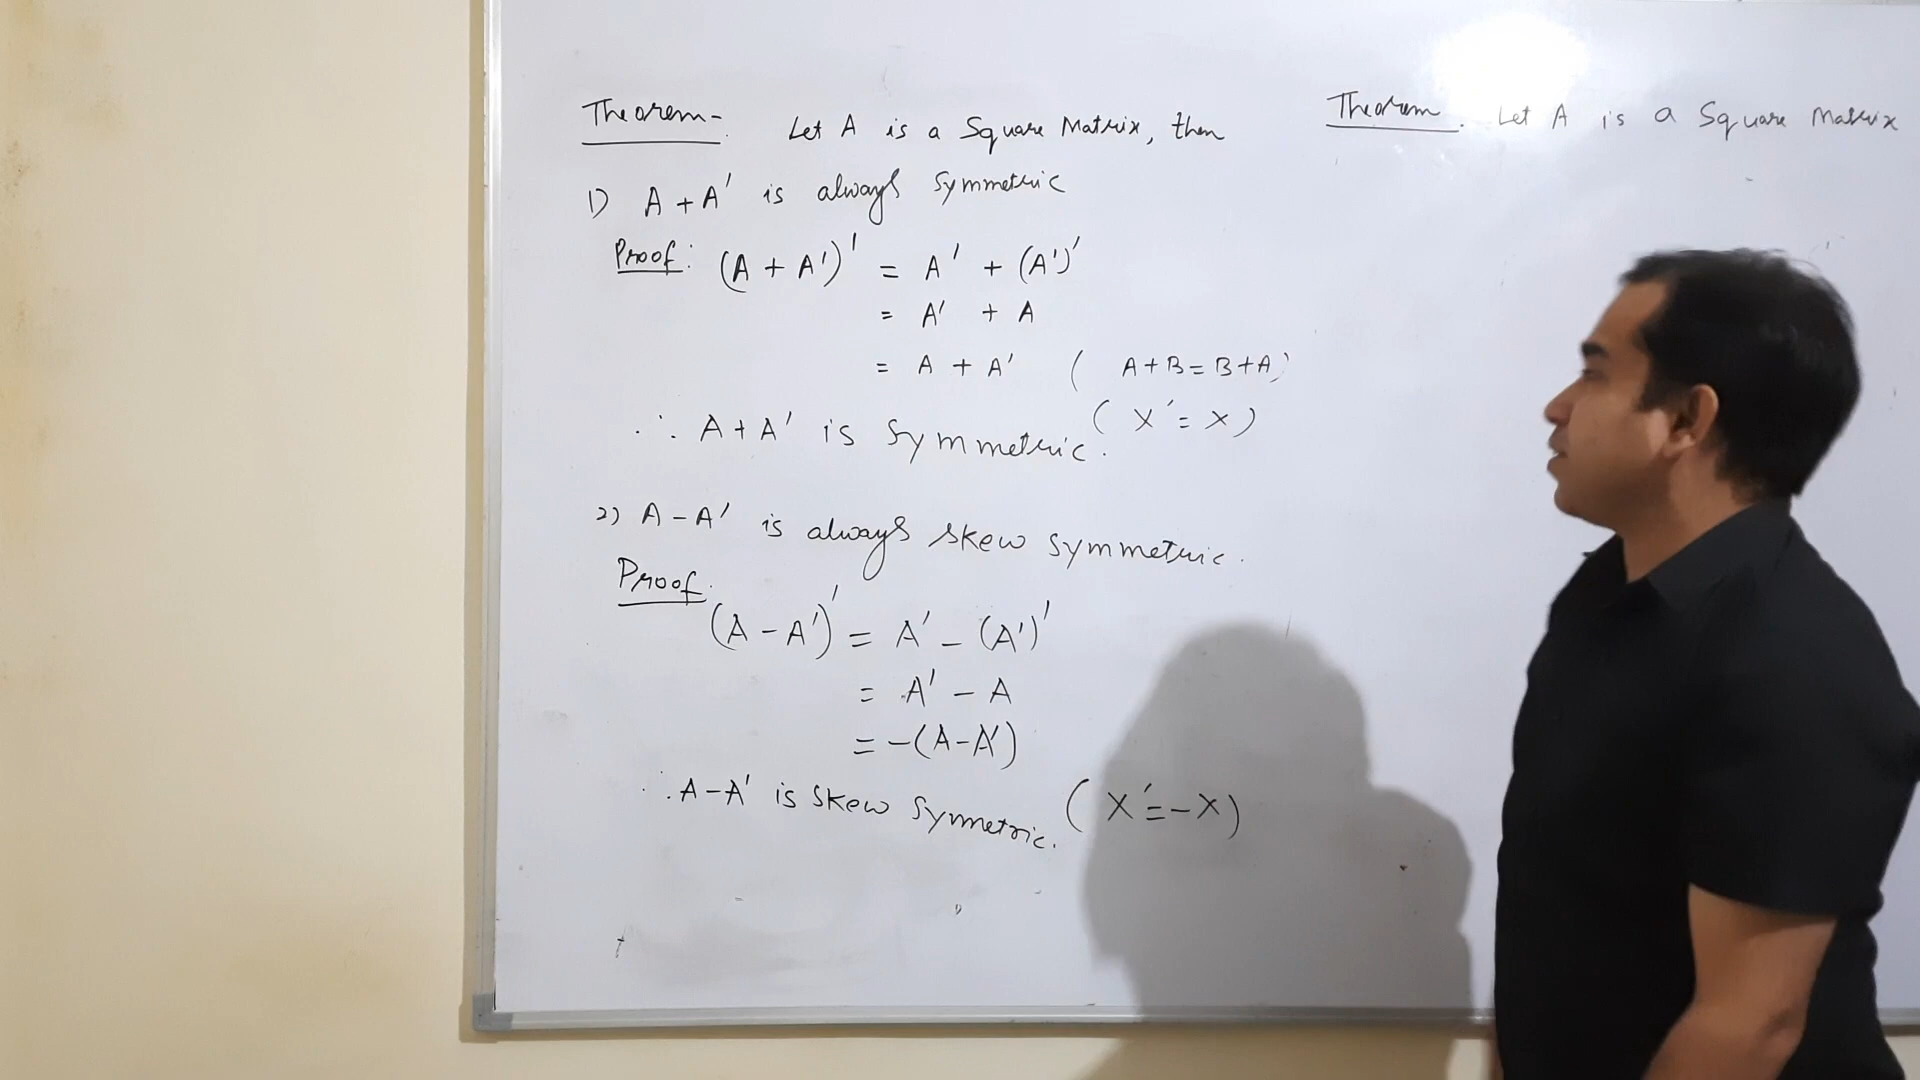 Theorem- Let A is a Square Matrix, then
1) A + A' is always symmetric
Proof: (A + A')' = A' + (A')'
= A' + A
= A + A' ( A+B=B+A)
∴ A+A' is symmetric. ( X'=X)
2) A-A' is always skew symmetric.
Proof.
(A-A')' = A' - (A')'
= A' - A
= -(A-A')
∴ A-A' is skew symmetric. ( X'=-X)
Theorem. Let A is a Square Matrix